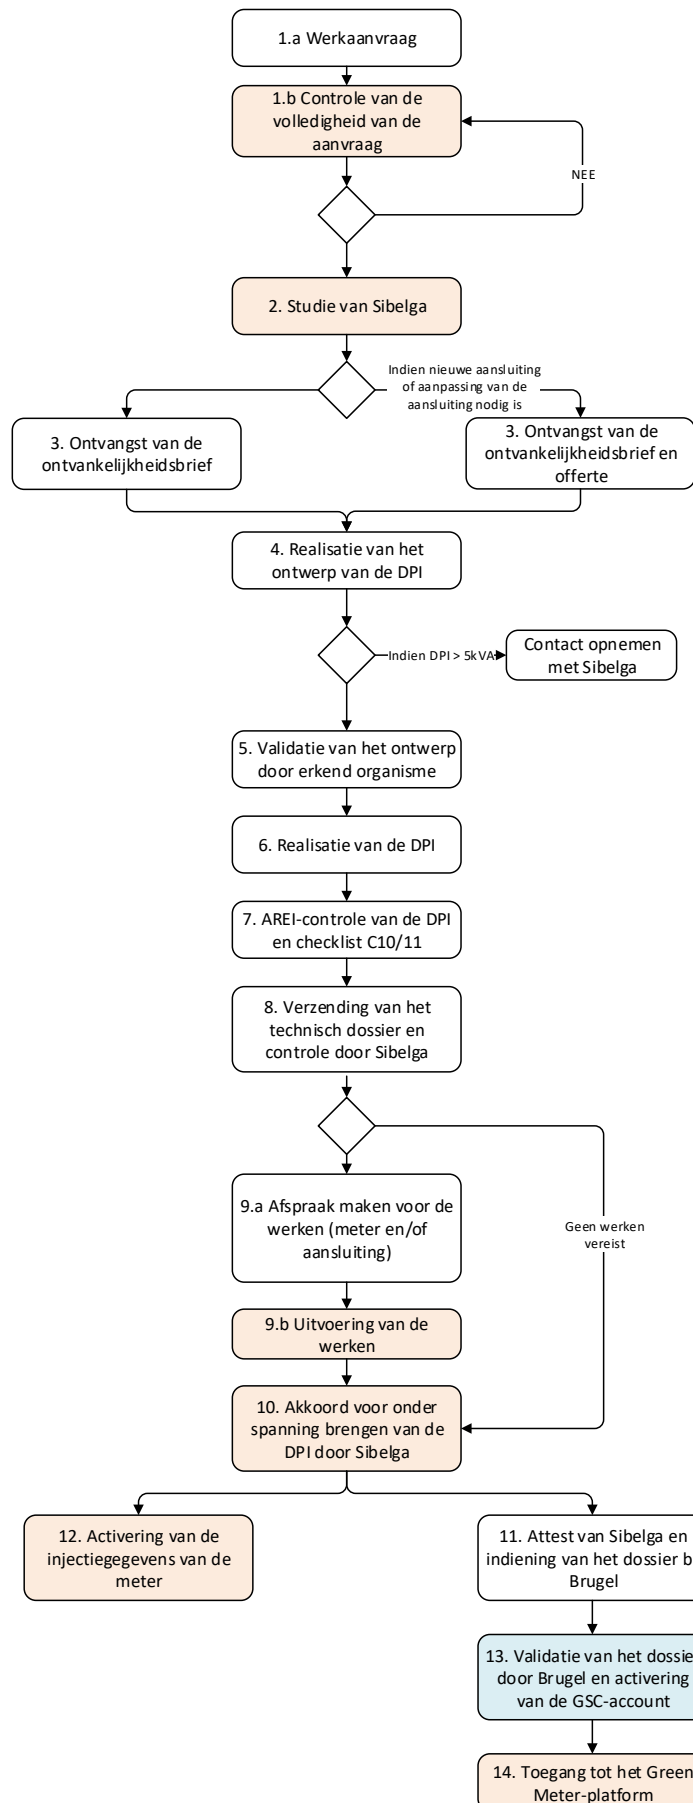 1.a Werkaanvraag
1.b Controle van de
volledigheid van de
aanvraag
NEE
2. Studie van Sibelga
Indien nieuwe aansluiting
of aanpassing van de
aansluiting nodig is
3. Ontvangst van de
ontvankelijkheidsbrief
3. Ontvangst van de
ontvankelijkheidsbrief en
offerte
4. Realisatie van het
ontwerp van de DPI
Indien DPI > 5kVA
Contact opnemen
met Sibelga
5. Validatie van het ontwerp
door erkend organisme
6. Realisatie van de DPI
7. AREI-controle van de DPI
en checklist C10/11
8. Verzending van het
technisch dossier en
controle door Sibelga
9.a Afspraak maken voor de
werken (meter en/of
aansluiting)
Geen werken
vereist
9.b Uitvoering van de
werken
10. Akkoord voor onder
spanning brengen van de
DPI door Sibelga
12. Activering van de
injectiegegevens van de
meter
11. Attest van Sibelga en
indiening van het dossier b
Brugel
13. Validatie van het dossie
door Brugel en activering
van de GSC-account
14. Toegang tot het Green
Meter-platform